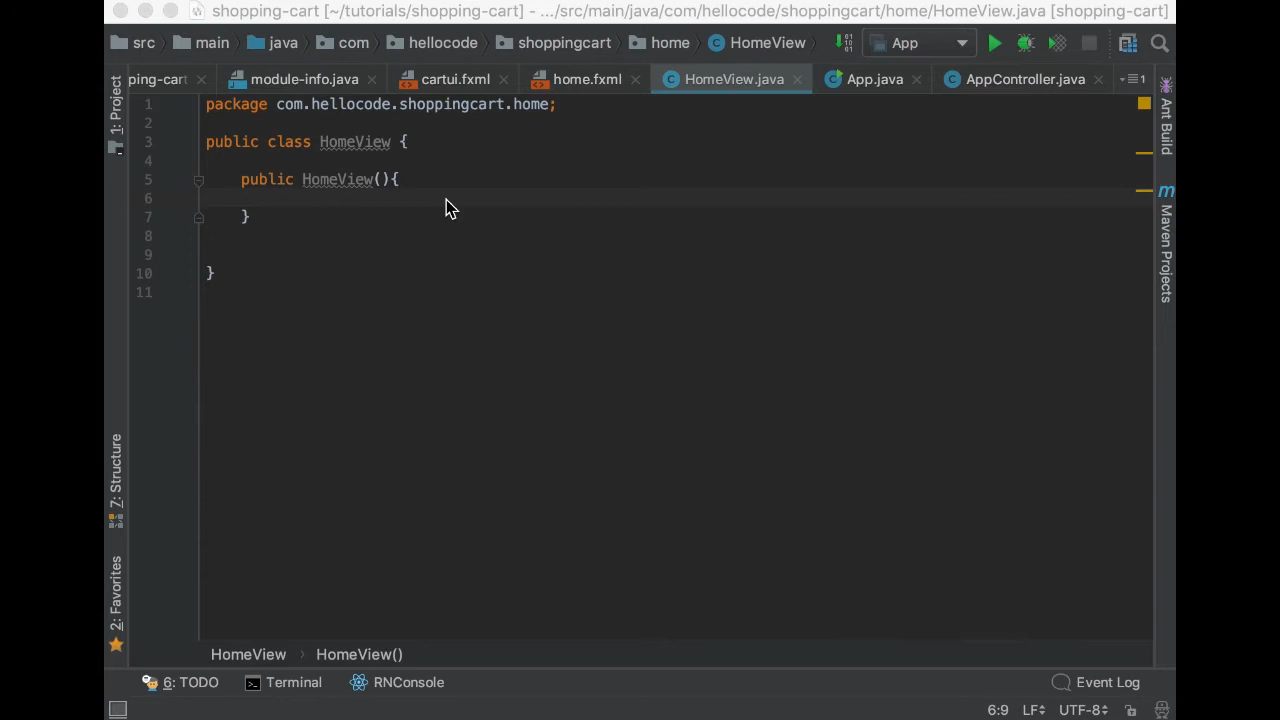 shopping-cart [~/tutorials/shopping-cart] - .../src/main/java/com/hellocode/shoppingcart/home/HomeView.java [shopping-cart]
src main java com hellocode shoppingcart home HomeView App
ping-cart module-info.java cartui.fxml home.fxml HomeView.java App.java AppController.java 1
1: Project
7: Structure
2: Favorites
1 package com.hellocode.shoppingcart.home;
2
3 public class HomeView {
4
5 public HomeView(){
6
7 }
8
9
10 }
11
Ant Build
Maven Projects
HomeView HomeView()
6: TODO Terminal RNConsole Event Log
6:9 LF UTF-8